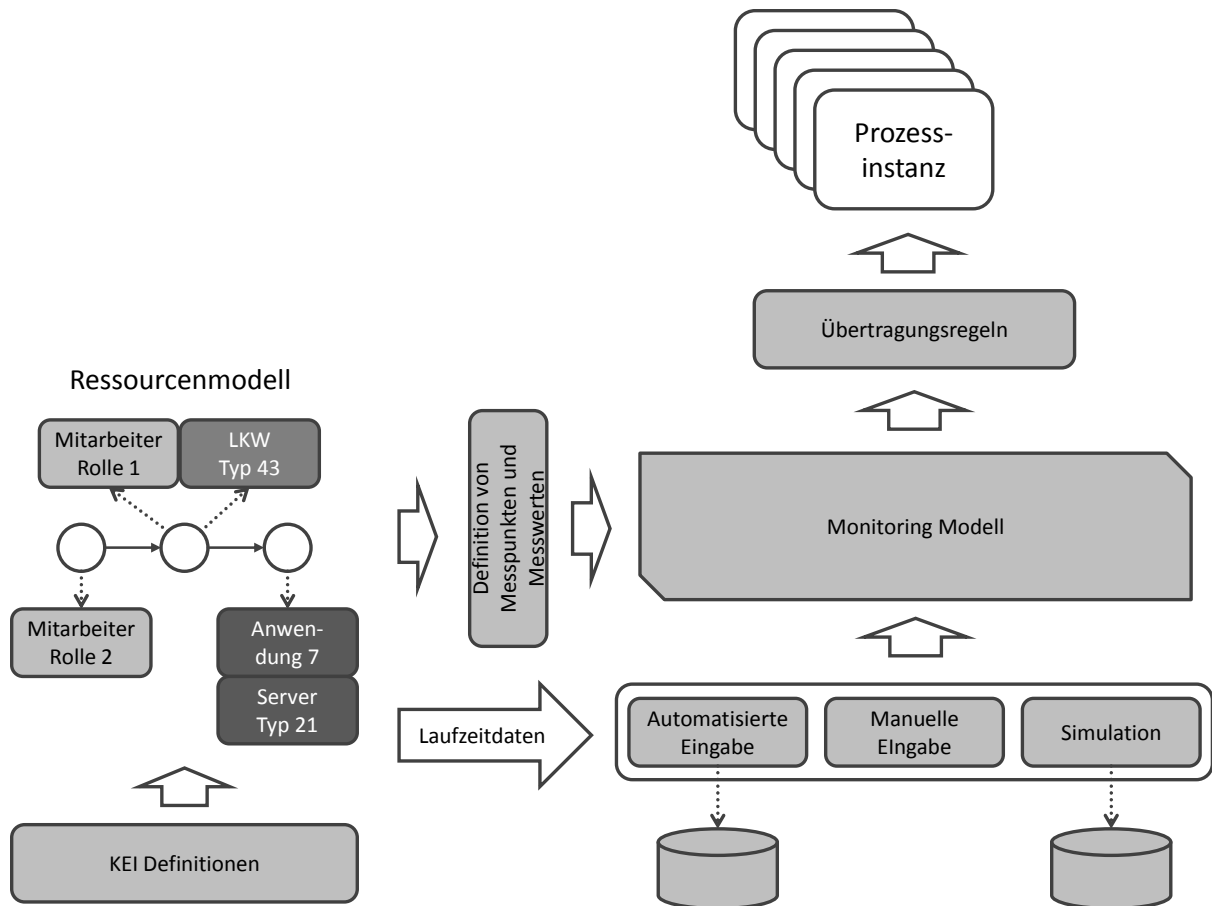 Prozess-
instanz
Übertragungsregeln
Ressourcenmodell
Mitarbeiter
Rolle 1
LKW
Typ 43
Definition von
Messpunkten und
Messwerten
Monitoring Modell
Mitarbeiter
Rolle 2
Anwen-
dung 7
Server
Typ 21
Laufzeitdaten
Automatisierte
Eingabe
Manuelle
EIngabe
Simulation
KEI Definitionen